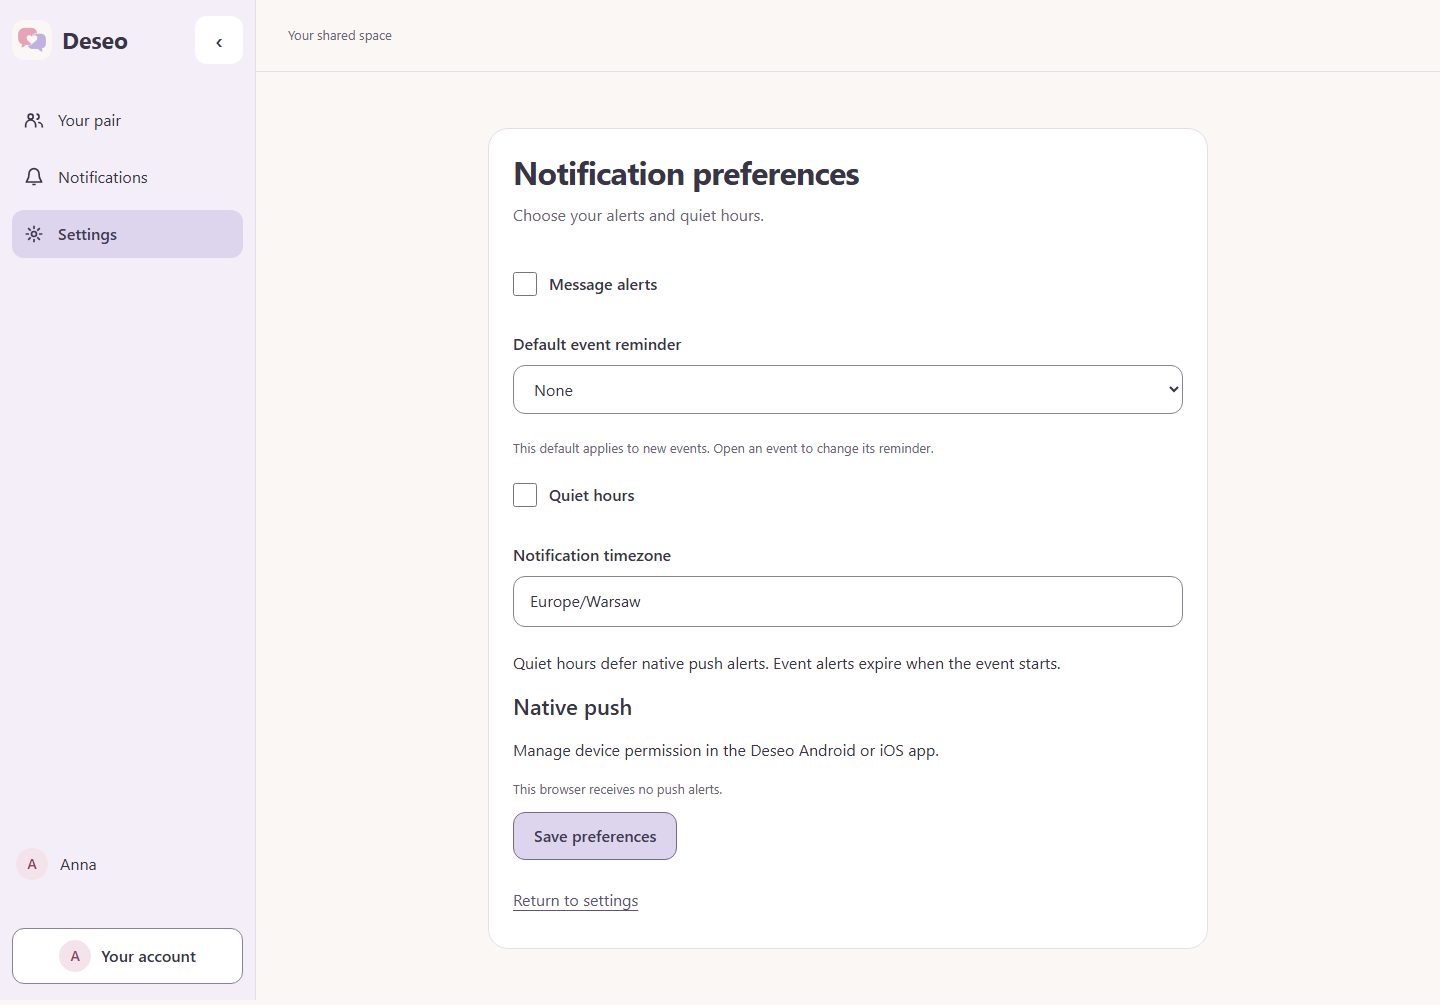 Deseo
‹
Your shared space
Your pair
Notifications
Settings
Notification preferences
Choose your alerts and quiet hours.
Message alerts
Default event reminder
None
This default applies to new events. Open an event to change its reminder.
Quiet hours
Notification timezone
Europe/Warsaw
Quiet hours defer native push alerts. Event alerts expire when the event starts.
Native push
Manage device permission in the Deseo Android or iOS app.
This browser receives no push alerts.
Save preferences
Return to settings
A Anna
A Your account